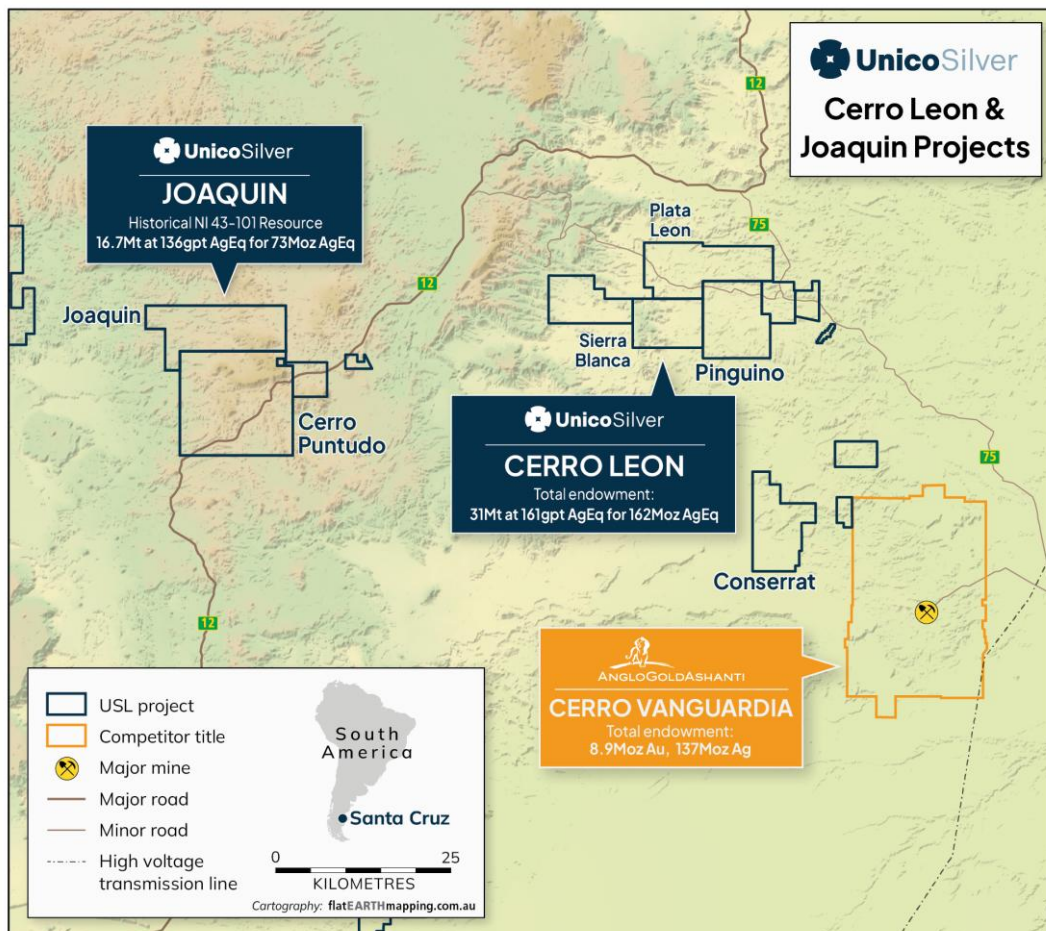 UnicoSilver
Cerro Leon &
Joaquin Projects
12
UnicoSilver
JOAQUIN
Historical NI 43-101 Resource
16.7Mt at 136gpt AgEq for 73Moz AgEq
Plata
Leon
75
12
Joaquin
Sierra
Blanca
Pinguino
Cerro
Puntudo
UnicoSilver
CERRO LEON
Total endowment:
31Mt at 161gpt AgEq for 162Moz AgEq
75
Conserrat
12
ANGLOGOLDASHANTI
CERRO VANGUARDIA
Total endowment:
8.9Moz Au, 137Moz Ag
USL project
Competitor title
Major mine
Major road
Minor road
High voltage
transmission line
South
America
Santa Cruz
0 25
KILOMETRES
Cartography: flatEARTHmapping.com.au